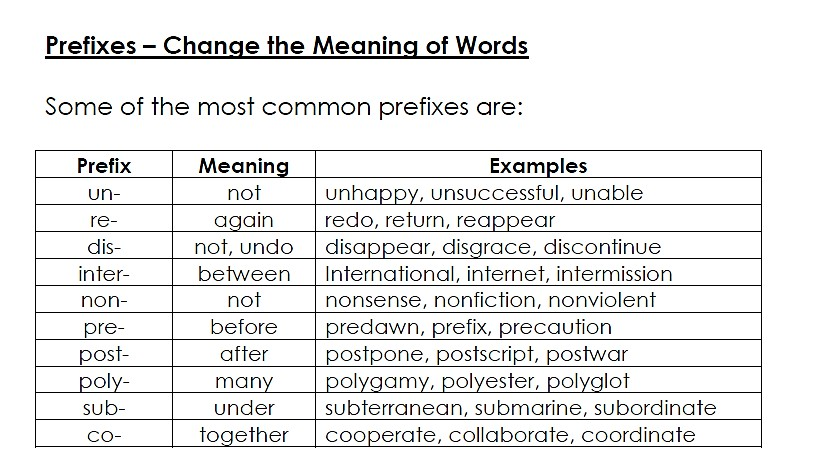 Prefixes – Change the Meaning of Words
Some of the most common prefixes are:
Prefix Meaning Examples
un- not unhappy, unsuccessful, unable
re- again redo, return, reappear
dis- not, undo disappear, disgrace, discontinue
inter- between International, internet, intermission
non- not nonsense, nonfiction, nonviolent
pre- before predawn, prefix, precaution
post- after postpone, postscript, postwar
poly- many polygamy, polyester, polyglot
sub- under subterranean, submarine, subordinate
co- together cooperate, collaborate, coordinate